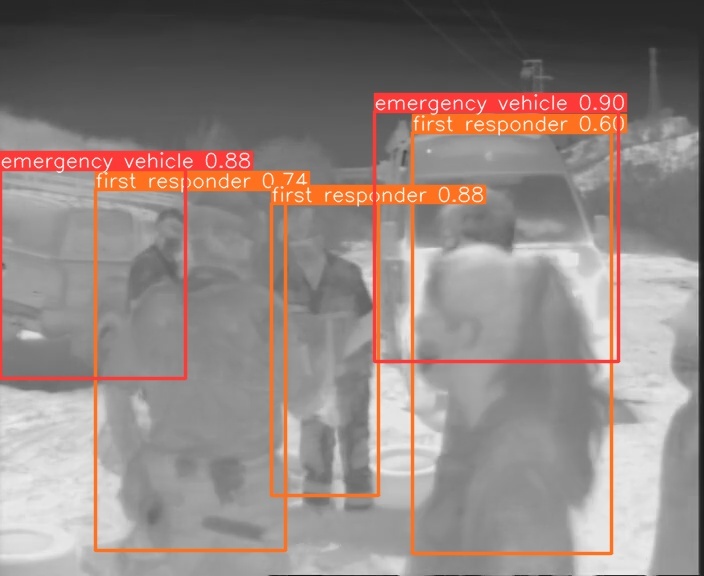 emergency vehicle 0.90
first responder 0.60
emergency vehicle 0.88
first responder 0.74
first responder 0.88